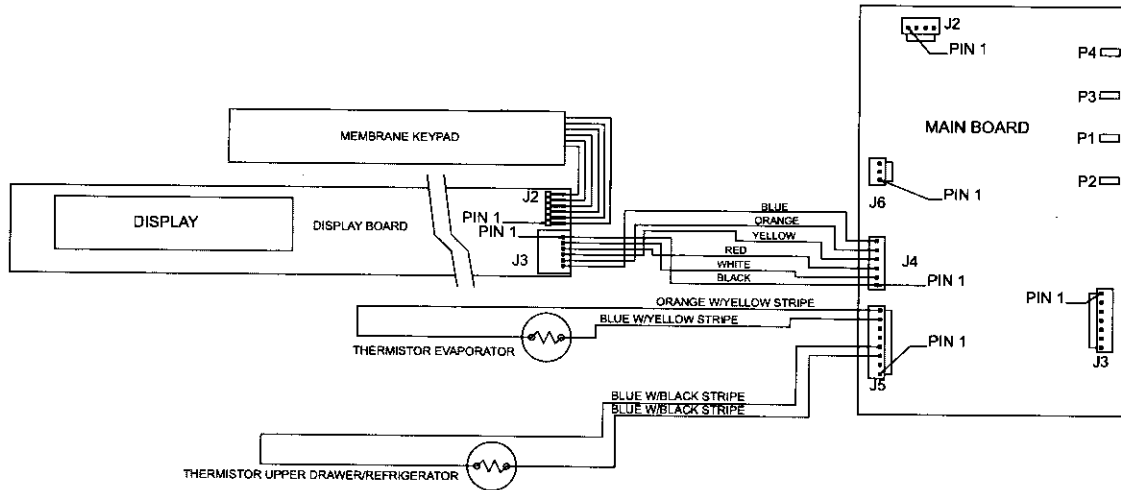 J2
PIN 1
P4
P3
MAIN BOARD
P1
P2
J6
PIN 1
MEMBRANE KEYPAD
DISPLAY
DISPLAY BOARD
J2
PIN 1
PIN 1
J3
BLUE
ORANGE
YELLOW
RED
WHITE
BLACK
J4
PIN 1
PIN 1
J3
ORANGE W/YELLOW STRIPE
BLUE W/YELLOW STRIPE
THERMISTOR EVAPORATOR
PIN 1
J5
BLUE W/BLACK STRIPE
BLUE W/BLACK STRIPE
THERMISTOR UPPER DRAWER/REFRIGERATOR